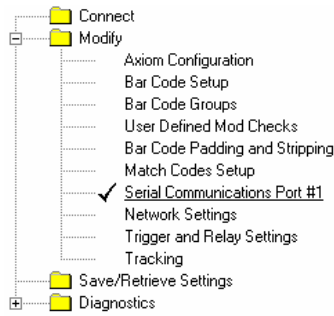 Connect
Modify
Axiom Configuration
Bar Code Setup
Bar Code Groups
User Defined Mod Checks
Bar Code Padding and Stripping
Match Codes Setup
Serial Communications Port #1
Network Settings
Trigger and Relay Settings
Tracking
Save/Retrieve Settings
Diagnostics